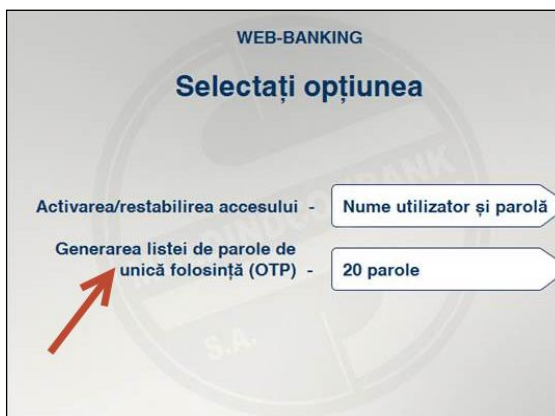 WEB-BANKING
Selectați opțiunea
Activarea/restabilirea accesului - Nume utilizator și parolă
Generarea listei de parole de
unică folosință (OTP) - 20 parole
S.A.